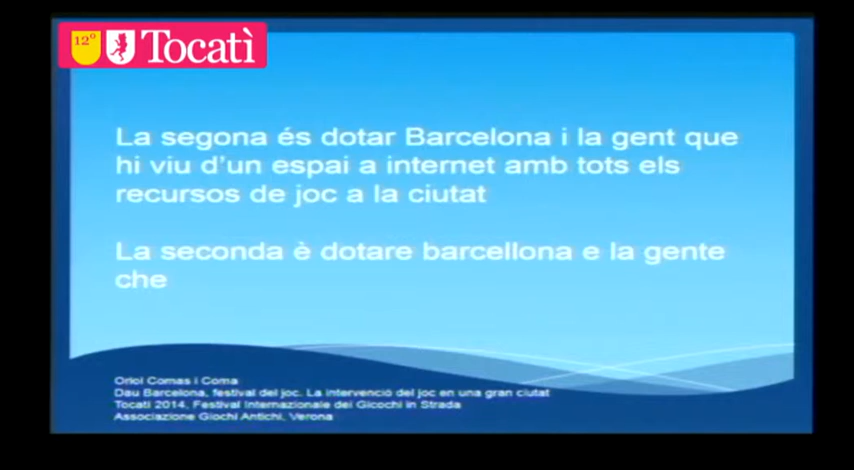 12º Tocatì
La segona és dotar Barcelona i la gent que
hi viu d'un espai a internet amb tots els
recursos de joc a la ciutat
La seconda è dotare barcellona e la gente
che
Oriol Comas i Coma
Dau Barcelona, festival del joc. La intervenció del joc en una gran ciutat
Tocatì 2014, Festival Internazionale dei Gicochi in Strada
Associazione Giochi Antichi, Verona